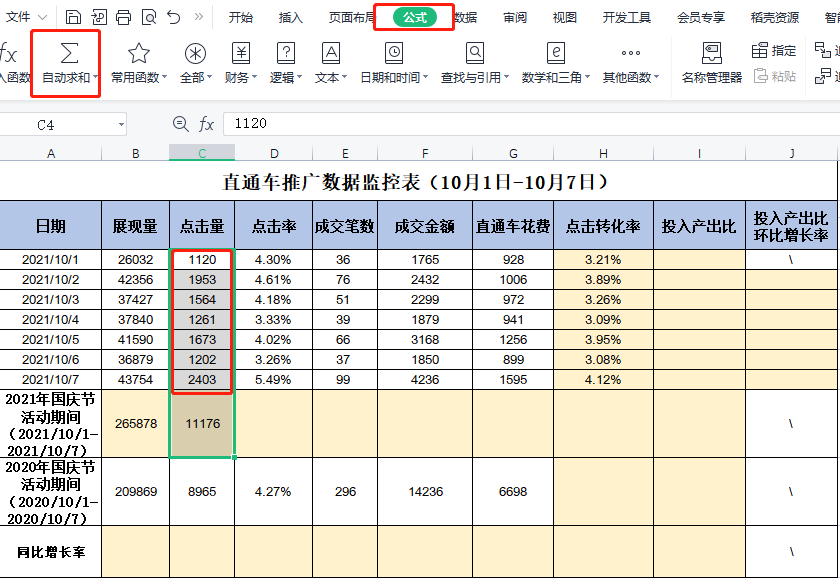 文件 开始 插入 页面布局 公式 数据 审阅 视图 开发工具 会员专享 稻壳资源
fx Σ
入函数 自动求和 常用函数 全部 财务 逻辑 文本 日期和时间 查找与引用 数学和三角 其他函数 名称管理器 指定 粘贴
C4 fx 1120
A B C D E F G H I J
直通车推广数据监控表（10月1日-10月7日）
日期 展现量 点击量 点击率 成交笔数 成交金额 直通车花费 点击转化率 投入产出比 投入产出比
环比增长率
2021/10/1 26032 1120 4.30% 36 1765 928 3.21% \
2021/10/2 42356 1953 4.61% 76 2432 1006 3.89%
2021/10/3 37427 1564 4.18% 51 2299 972 3.26%
2021/10/4 37840 1261 3.33% 39 1879 941 3.09%
2021/10/5 41590 1673 4.02% 66 3168 1256 3.95%
2021/10/6 36879 1202 3.26% 37 1850 899 3.08%
2021/10/7 43754 2403 5.49% 99 4236 1595 4.12%
2021年国庆节
活动期间
（2021/10/1-
2021/10/7）
265878 11176 \
2020年国庆节
活动期间
（2020/10/1-
2020/10/7）
209869 8965 4.27% 296 14236 6698 \
同比增长率 \